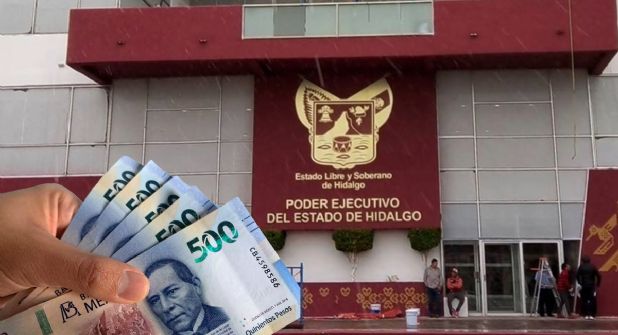 Estado Libre y Soberano
de Hidalgo
PODER EJECUTIVO
DEL ESTADO DE HIDALGO
500
500
500
500
500
CB4598586
Quinientos Pesos